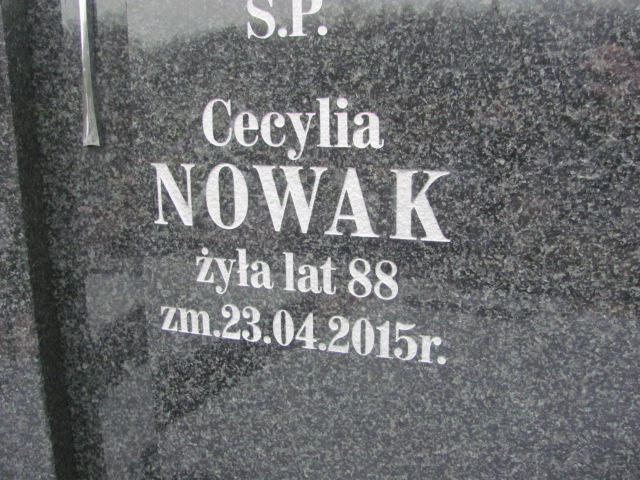 Ś.P.
Cecylia
NOWAK
żyła lat 88
zm.23.04.2015r.